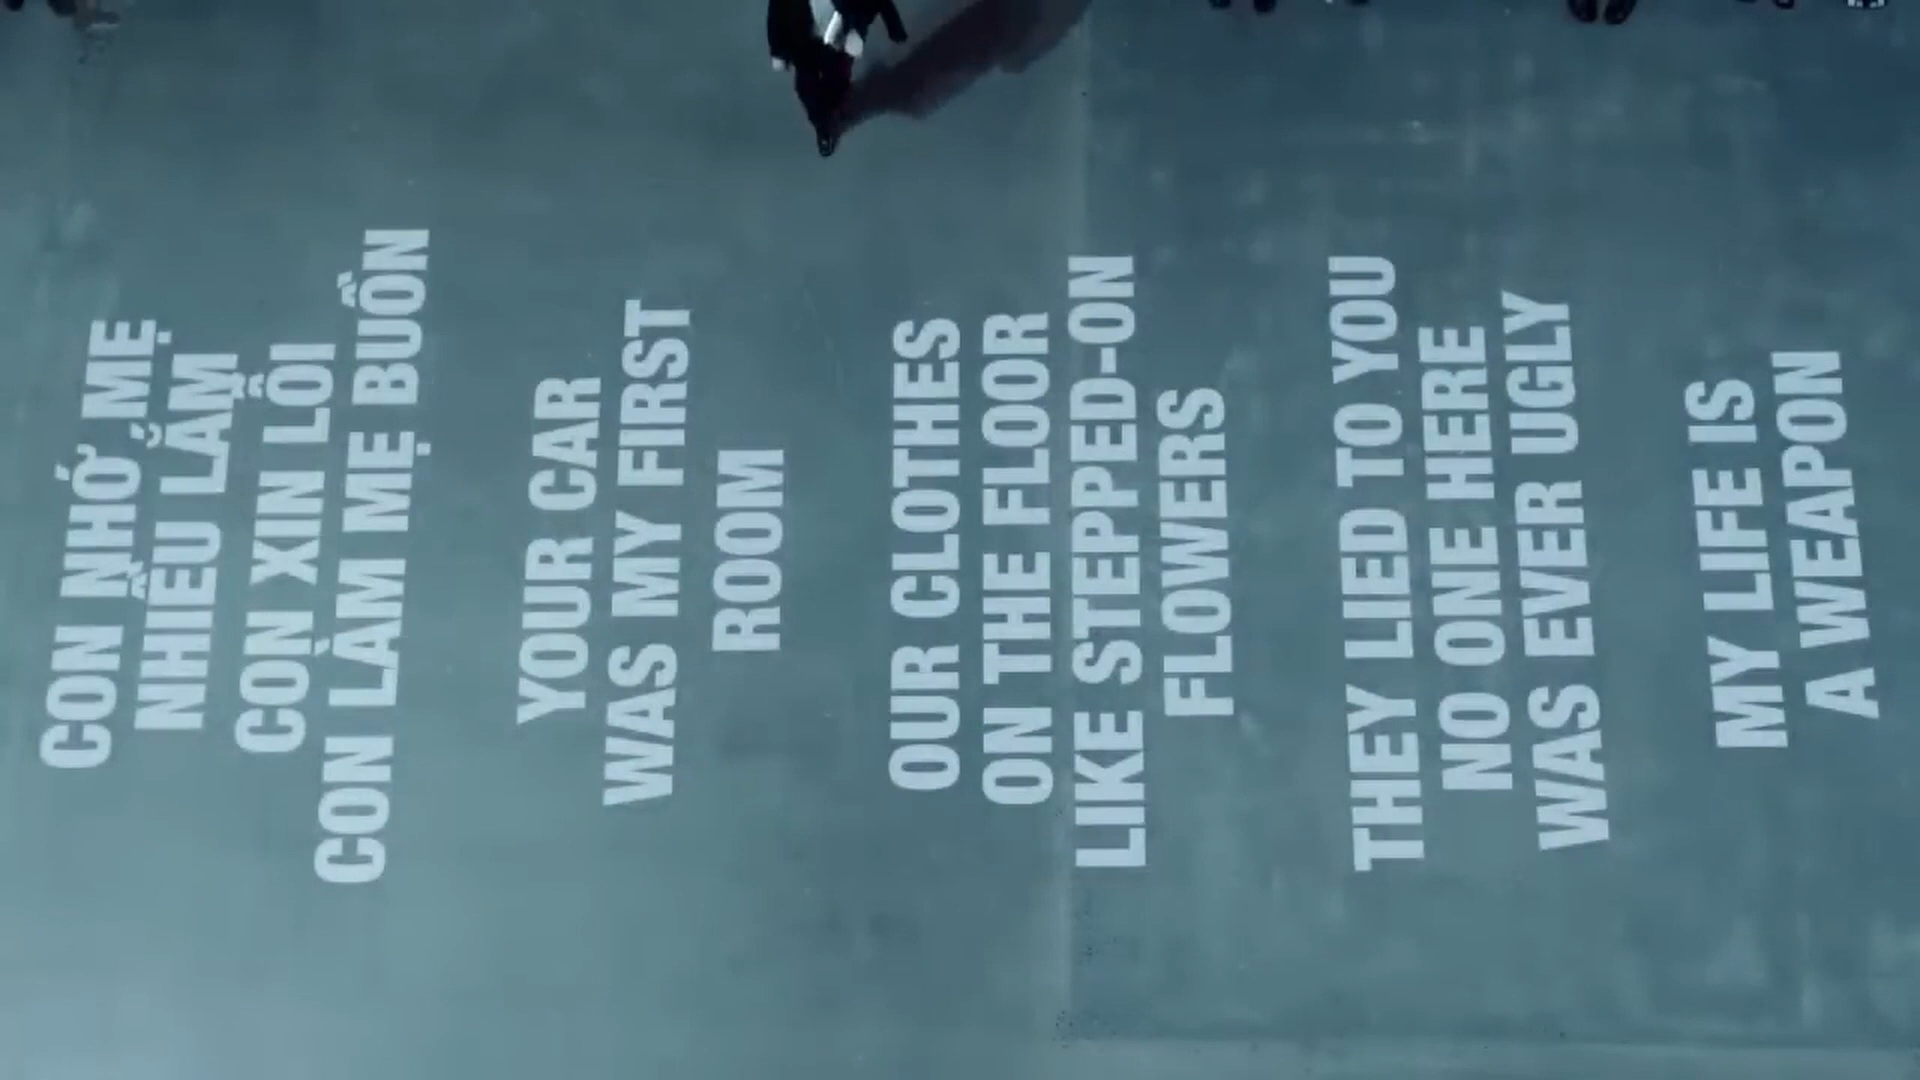 CON NHỚ MẸ
NHIỀU LẮM
CON XIN LỖI
CON LÀM MẸ BUỒN
YOUR CAR
WAS MY FIRST
ROOM
OUR CLOTHES
ON THE FLOOR
LIKE STEPPED-ON
FLOWERS
THEY LIED TO YOU
NO ONE HERE
WAS EVER UGLY
MY LIFE IS
A WEAPON